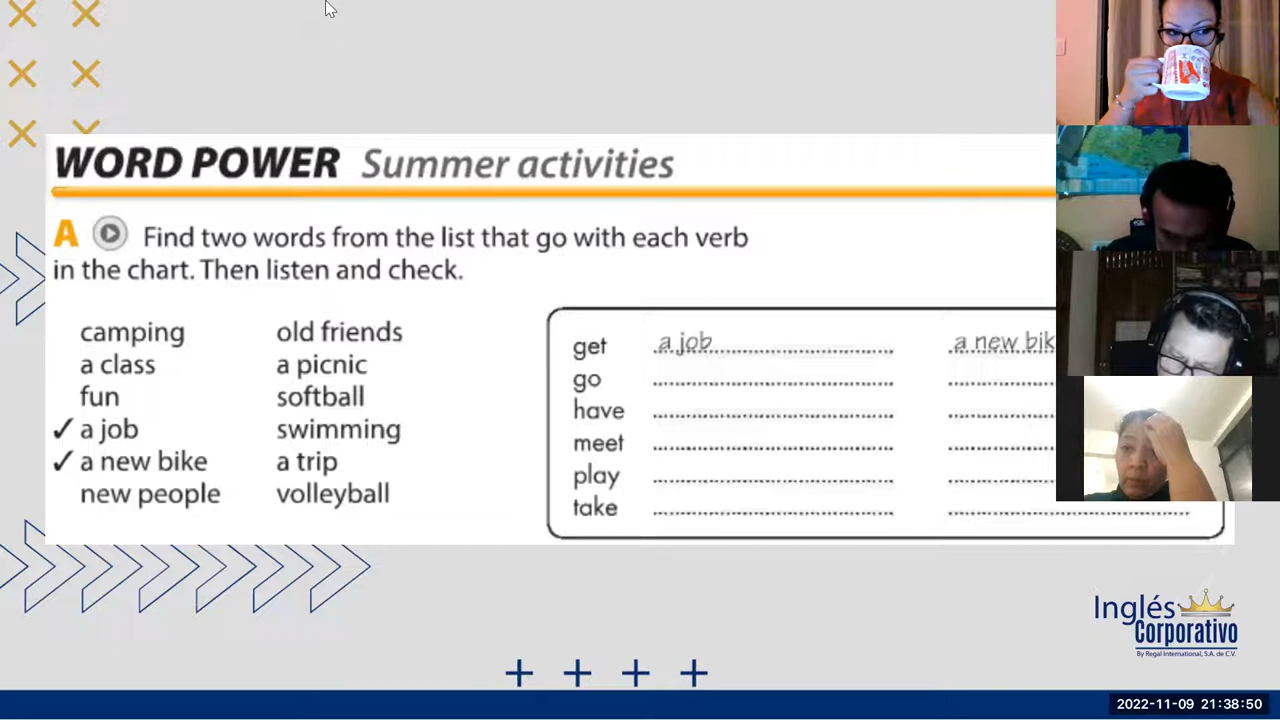 WORD POWER Summer activities
A Find two words from the list that go with each verb
in the chart. Then listen and check.
camping
a class
fun
✓ a job
✓ a new bike
new people
old friends
a picnic
softball
swimming
a trip
volleyball
get a job a new bik
go
have
meet
play
take
Inglés
Corporativo
By Regal International, S.A. de C.V.
2022-11-09 21:38:50